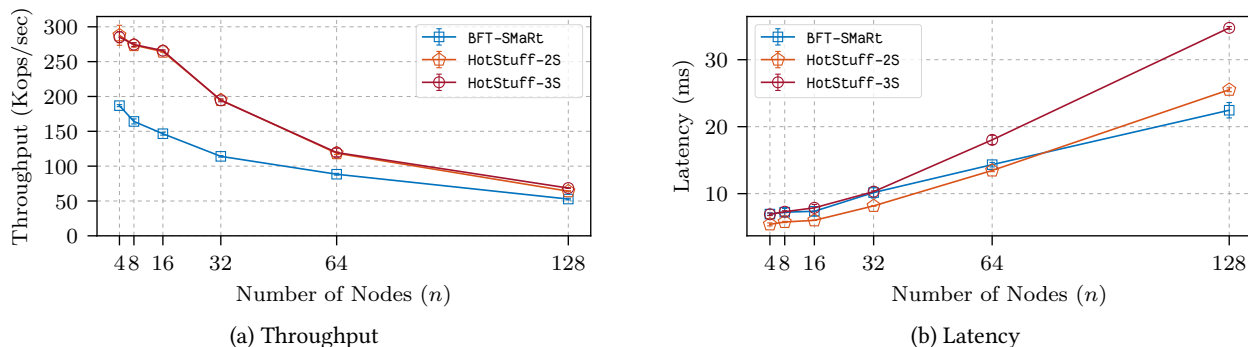 Throughput (Kops/sec)
300
250
200
150
100
50
0
BFT-SMaRt
HotStuff-2S
HotStuff-3S
4 8 16 32 64 128
Number of Nodes (n)
(a) Throughput
Latency (ms)
30
20
10
BFT-SMaRt
HotStuff-2S
HotStuff-3S
4 8 16 32 64 128
Number of Nodes (n)
(b) Latency